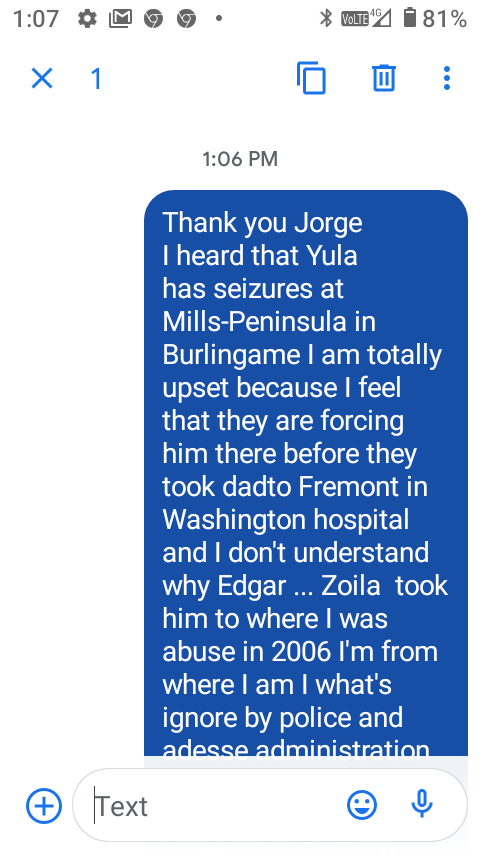 1:07
VoLTE 4G 81%
1
1:06 PM
Thank you Jorge
I heard that Yula
has seizures at
Mills-Peninsula in
Burlingame I am totally
upset because I feel
that they are forcing
him there before they
took dadto Fremont in
Washington hospital
and I don't understand
why Edgar ... Zoila  took
him to where I was
abuse in 2006 I'm from
where I am I what's
ignore by police and
adesse administration
Text